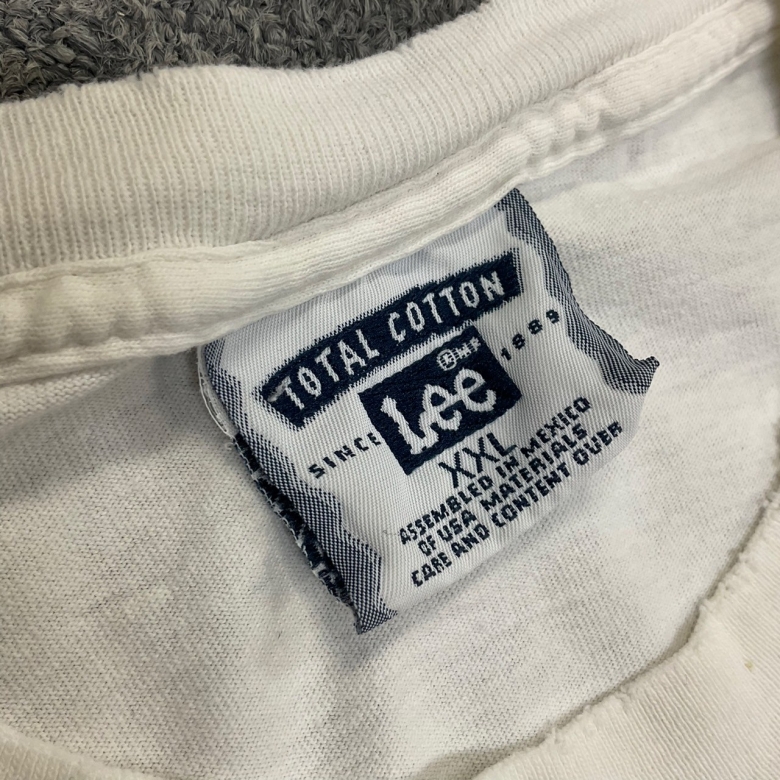 TOTAL COTTON
SINCE Lee 1889
XXL
ASSEMBLED IN MEXICO
OF USA MATERIALS
CARE AND CONTENT OVER